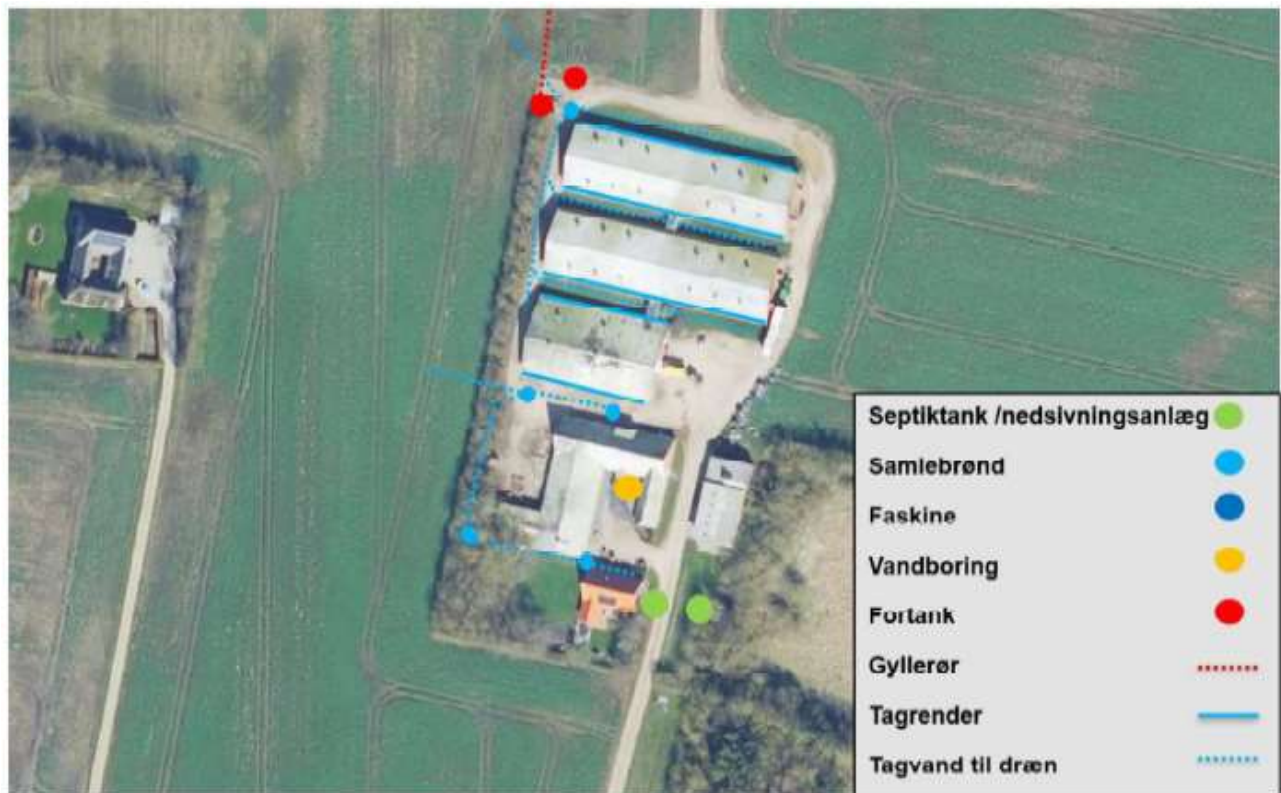 Septiktank /nedsivningsanlæg
Samlebrønd
Faskine
Vandboring
Fortank
Gyllerør
Tagrender
Tagvand til dræn